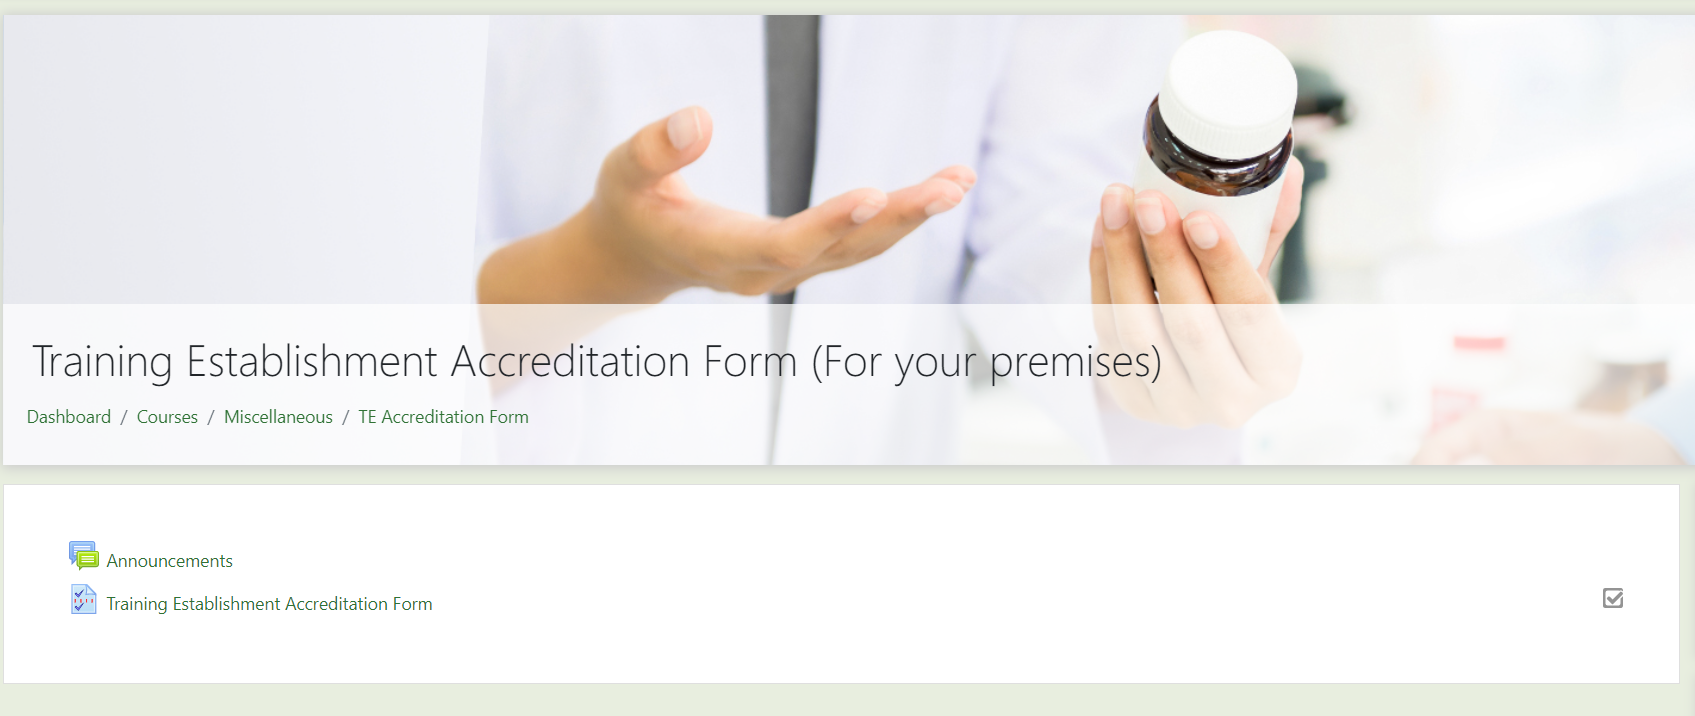 Training Establishment Accreditation Form (For your premises)
Dashboard / Courses / Miscellaneous / TE Accreditation Form
Announcements
Training Establishment Accreditation Form